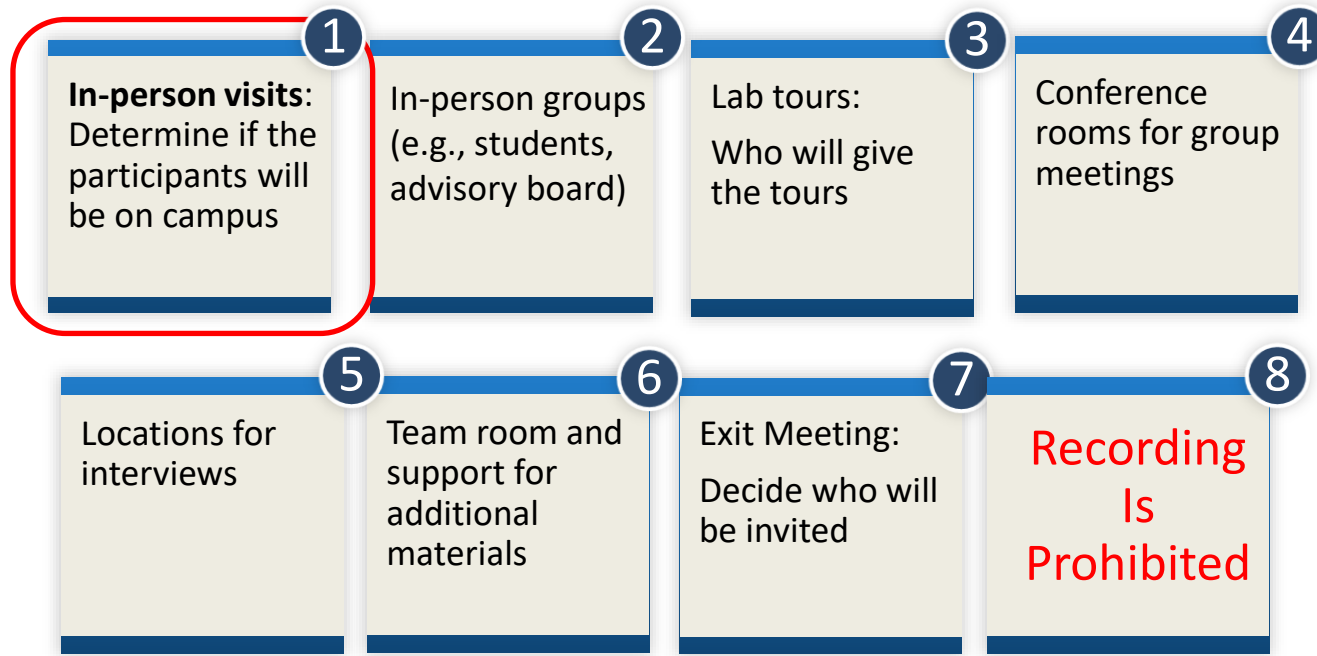 1
In-person visits:
Determine if the
participants will
be on campus
2
In-person groups
(e.g., students,
advisory board)
3
Lab tours:
Who will give
the tours
4
Conference
rooms for group
meetings
5
Locations for
interviews
6
Team room and
support for
additional
materials
7
Exit Meeting:
Decide who will
be invited
8
Recording
Is
Prohibited